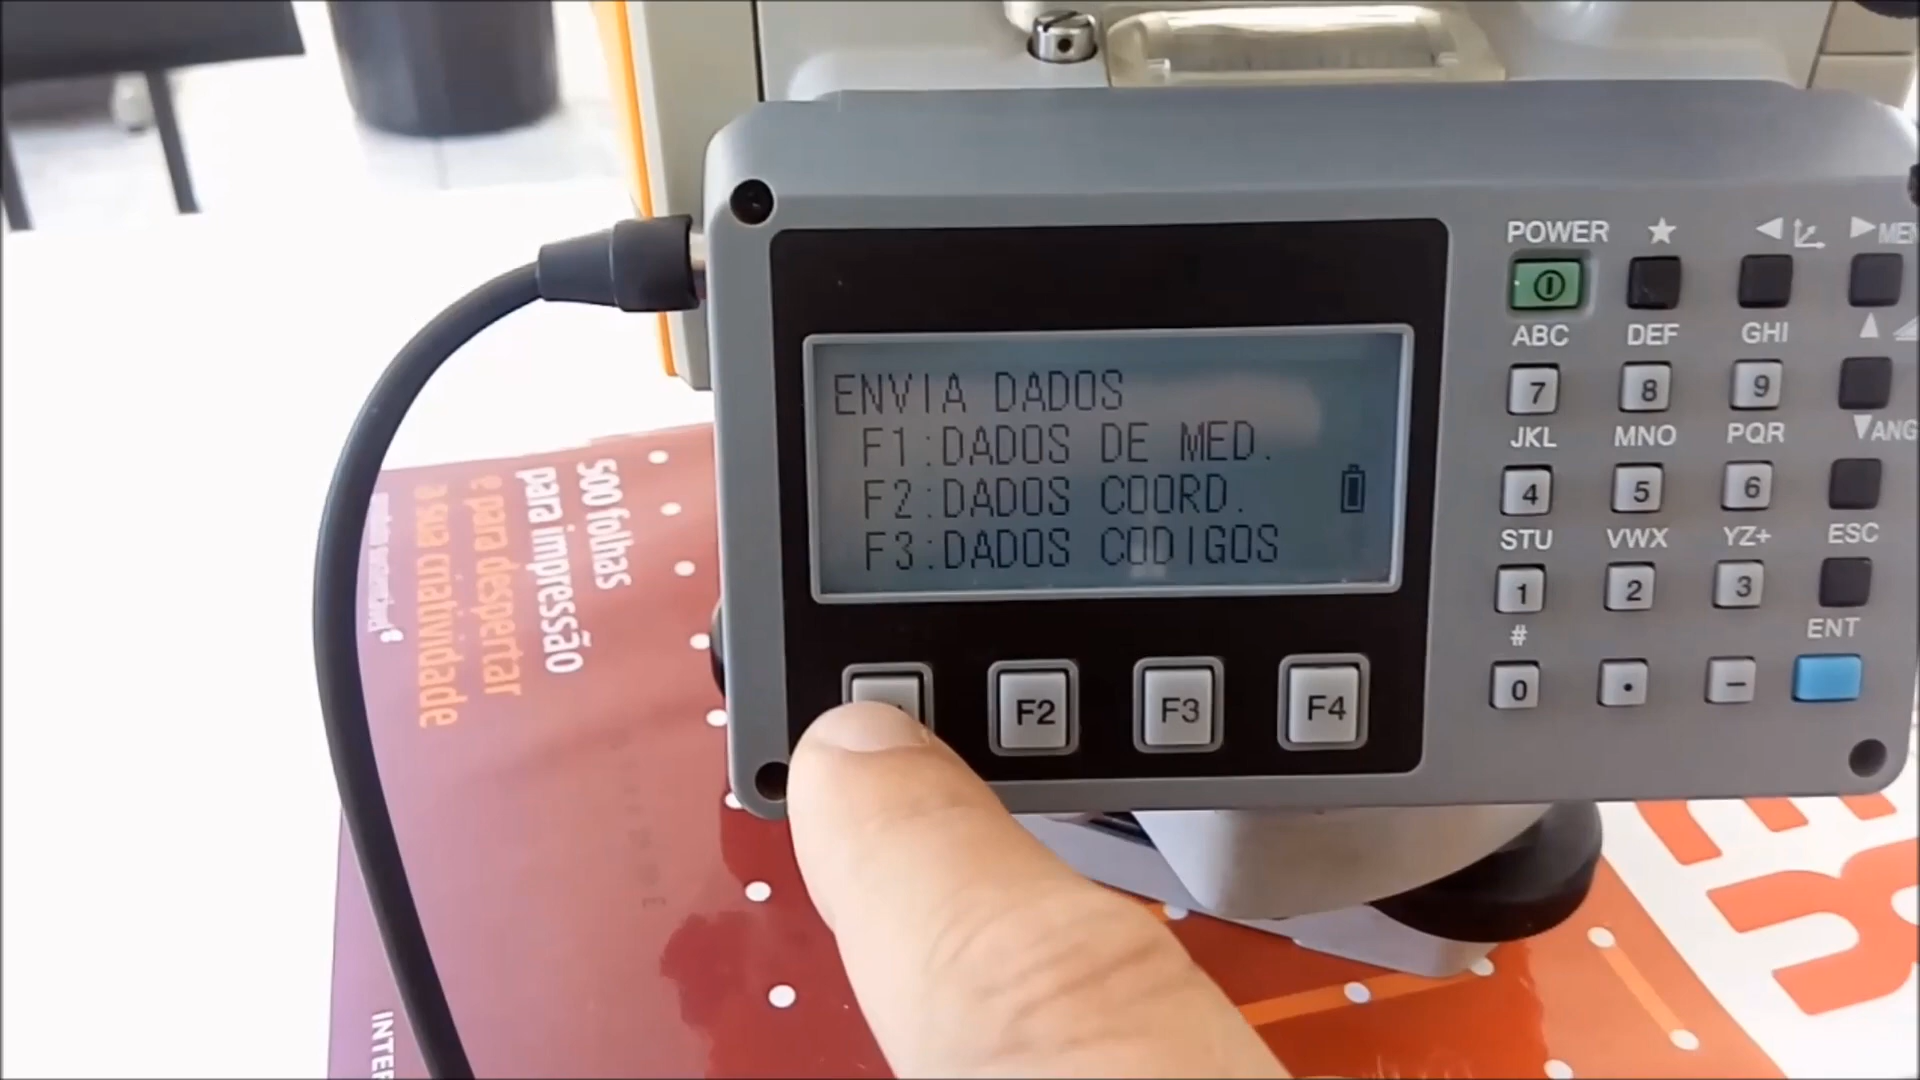 ENVIA DADOS
F1:DADOS DE MED.
F2:DADOS COORD.
F3:DADOS CODIGOS
F2
F3
F4
POWER
★
ABC
DEF
GHI
7
8
9
JKL
MNO
PQR
ANG
4
5
6
STU
VWX
YZ+
ESC
1
2
3
#
ENT
0
.
-
500 folhas
para impressão
e para despertar
a sua criatividade